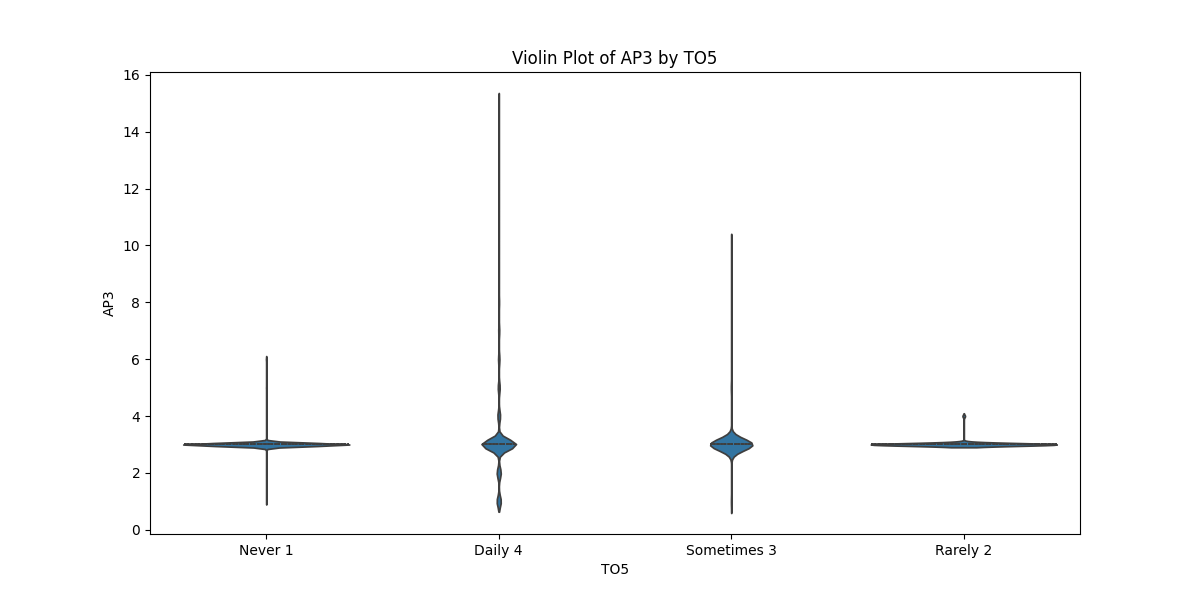 Violin Plot of AP3 by TO5
16
14
12
10
8
6
4
2
0
AP3
Never 1
Daily 4
Sometimes 3
Rarely 2
TO5